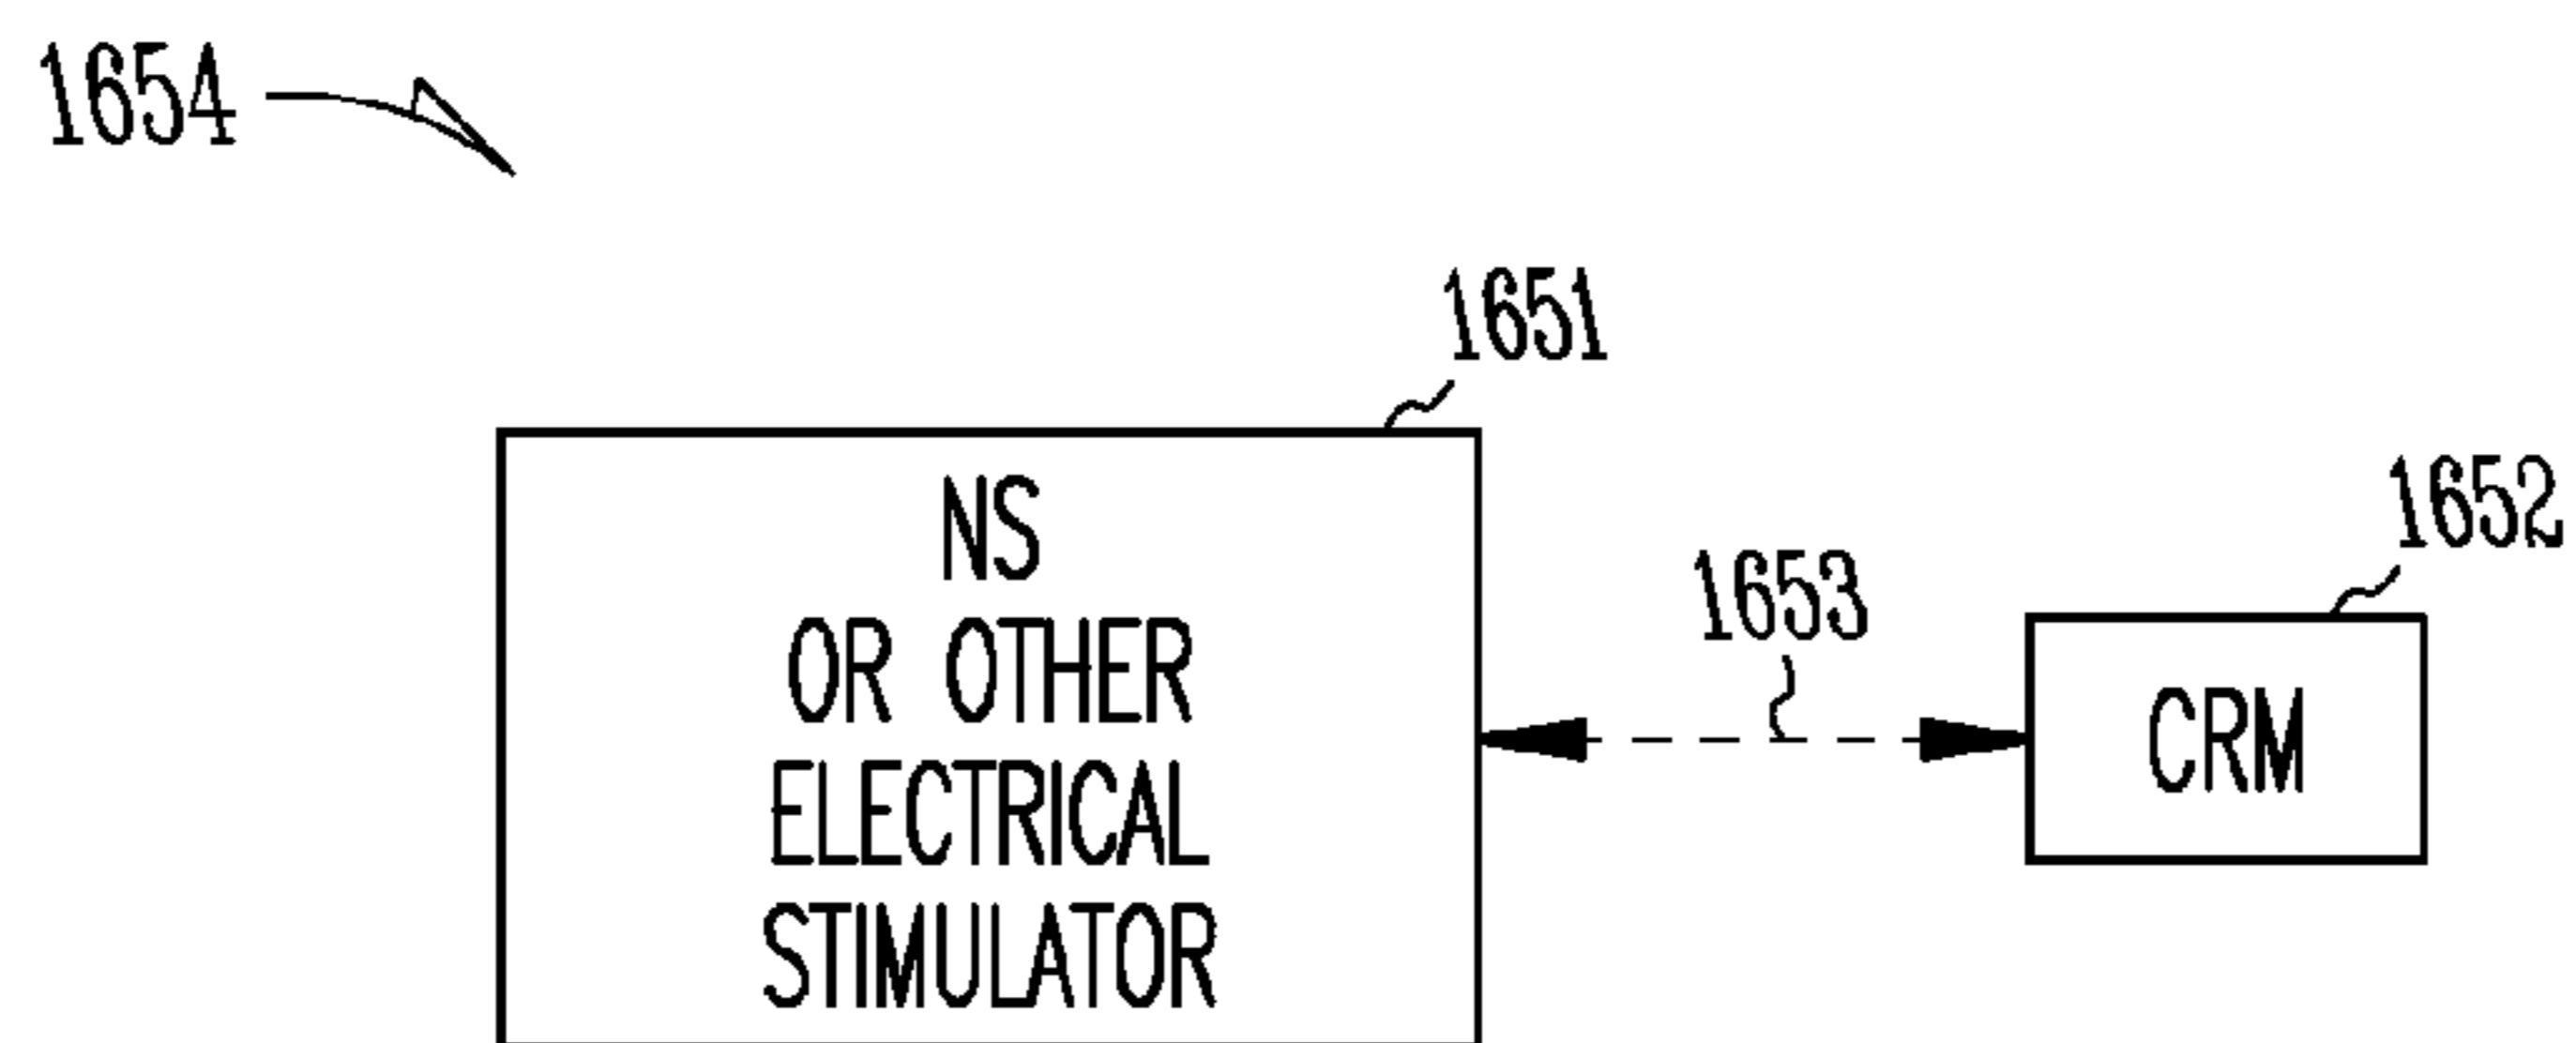 1654
1651
1652
1653
NS
OR OTHER
ELECTRICAL
STIMULATOR
CRM